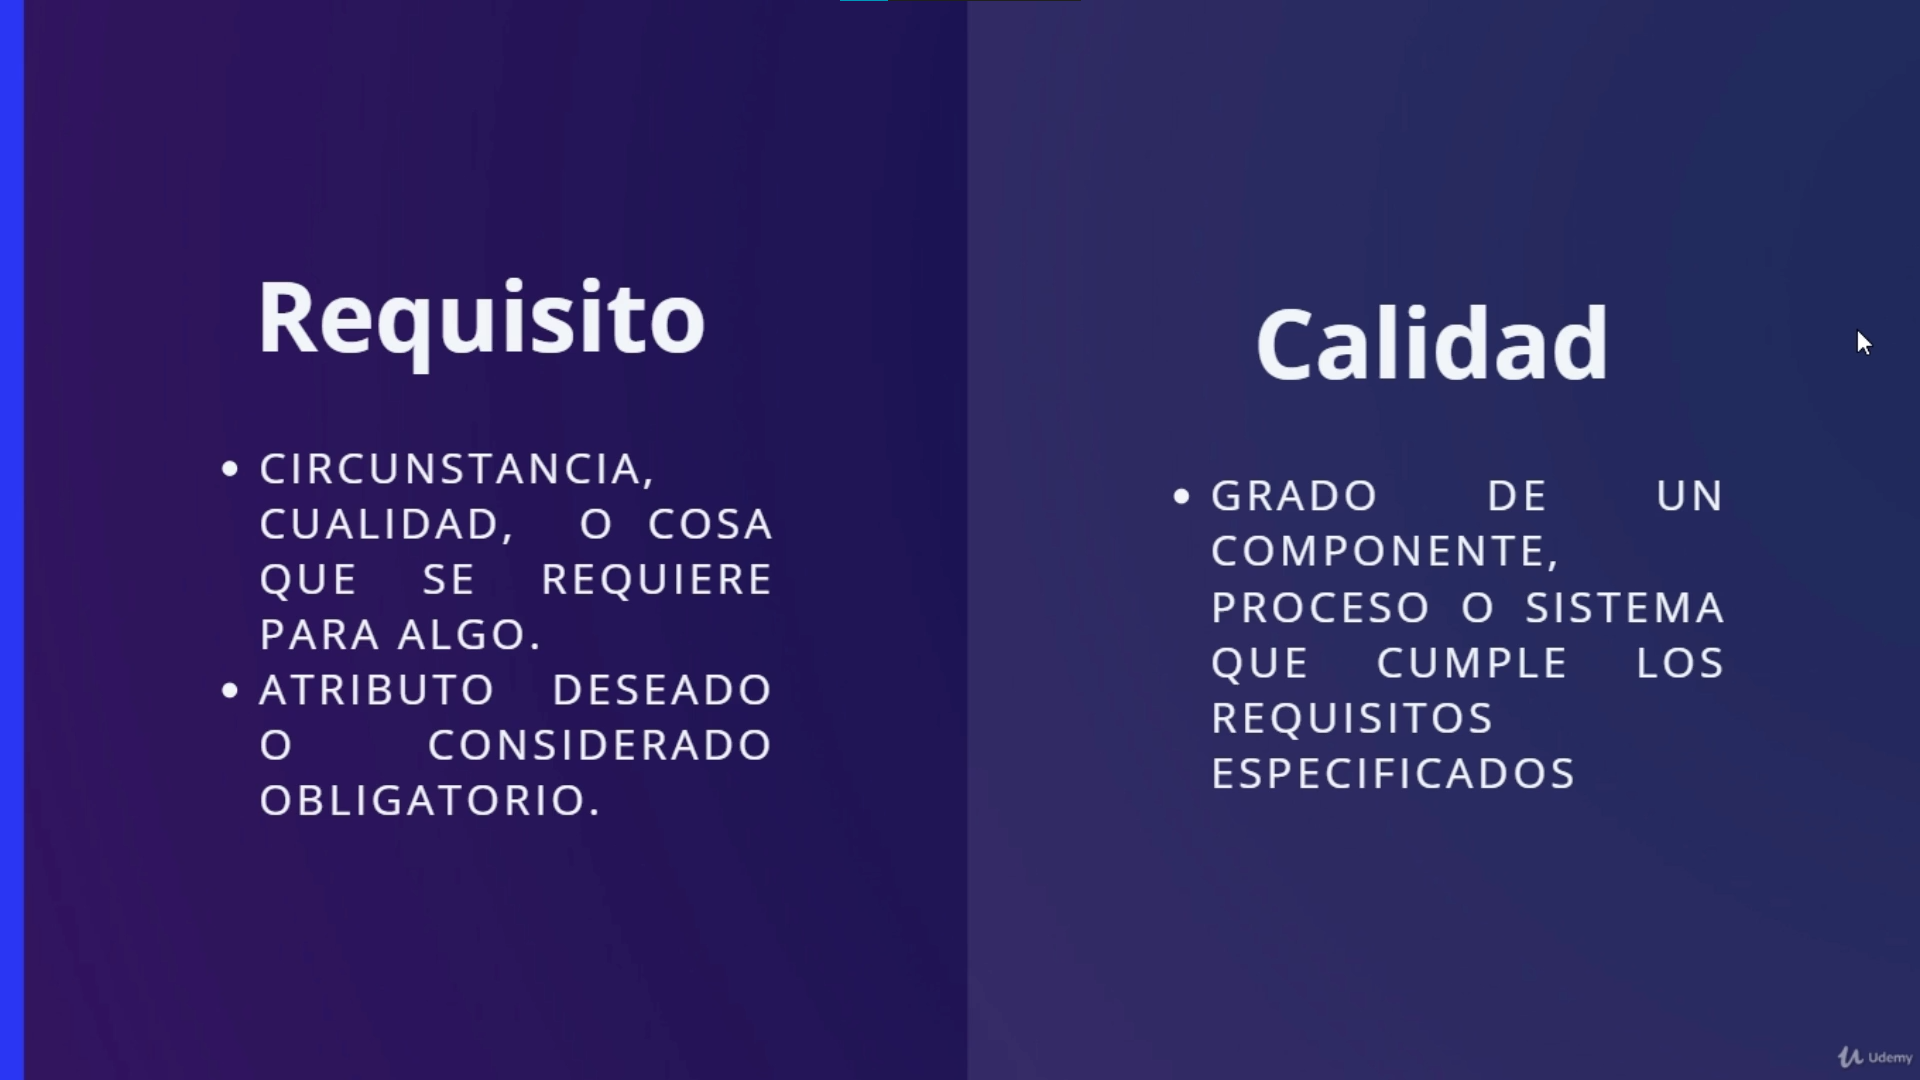 Requisito
CIRCUNSTANCIA,
CUALIDAD, O COSA
QUE SE REQUIERE
PARA ALGO.
ATRIBUTO DESEADO
O CONSIDERADO
OBLIGATORIO.
Calidad
GRADO DE UN
COMPONENTE,
PROCESO O SISTEMA
QUE CUMPLE LOS
REQUISITOS
ESPECIFICADOS
Udemy